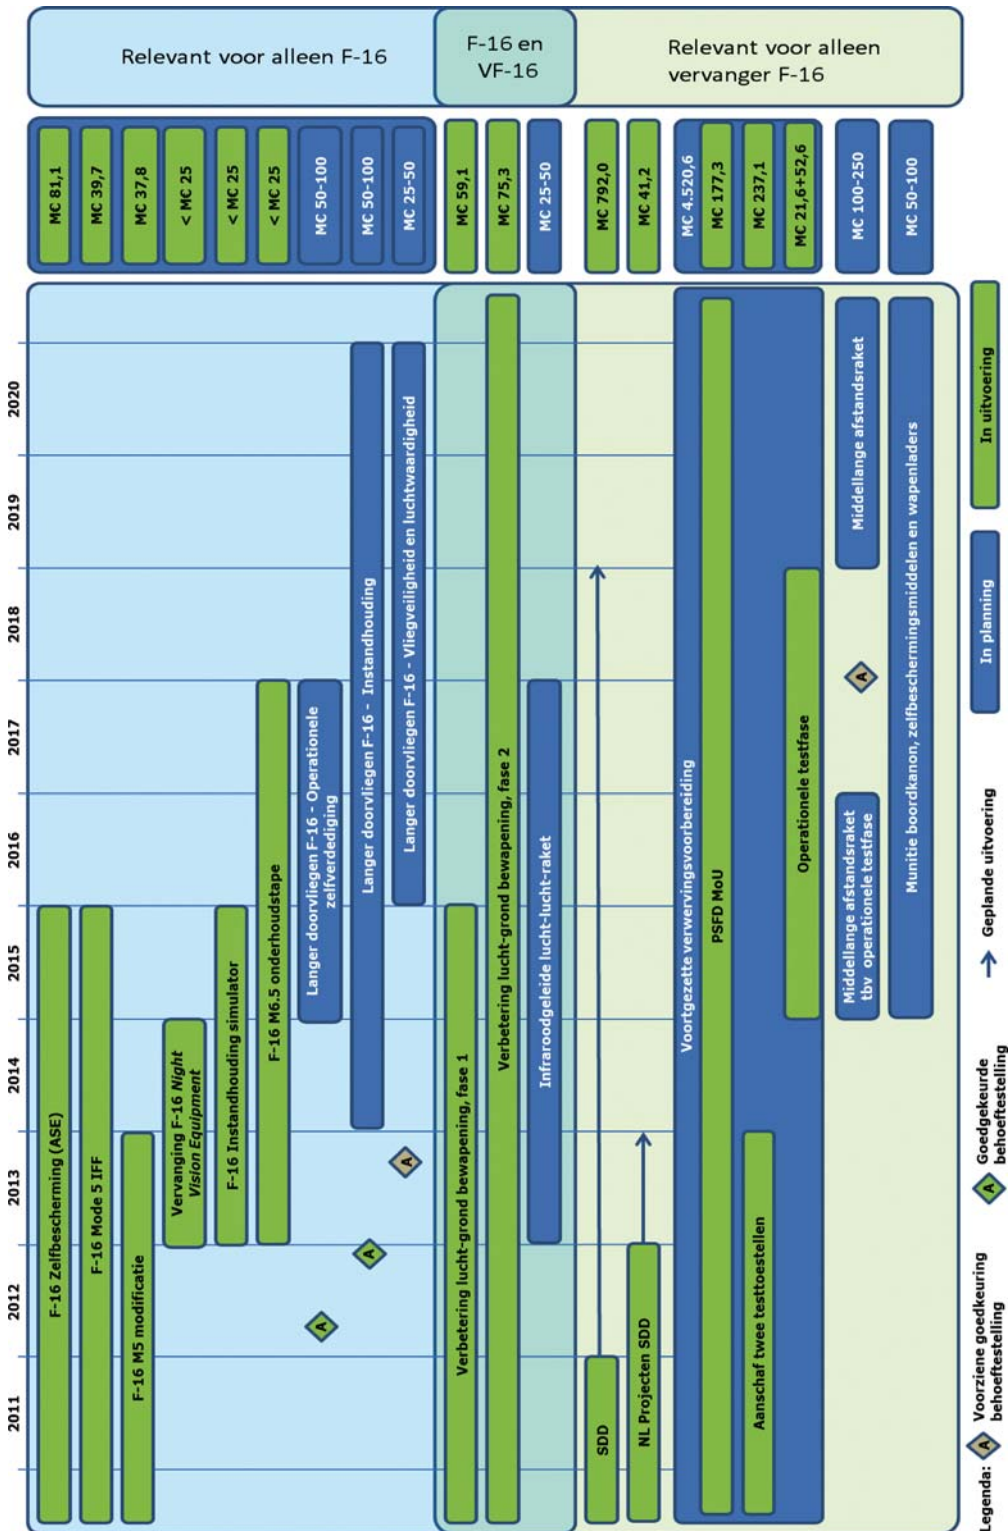 Relevant voor alleen F-16
F-16 en
VF-16
Relevant voor alleen
vervanger F-16
MC 81,1
MC 39,7
MC 37,8
< MC 25
< MC 25
< MC 25
MC 50-100
MC 50-100
MC 25-50
MC 59,1
MC 75,3
MC 25-50
MC 792,0
MC 41,2
MC 4.520,6
MC 177,3
MC 237,1
MC 21,6+52,6
MC 100-250
MC 50-100
2011
2012
2013
2014
2015
2016
2017
2018
2019
2020
F-16 Zelfbescherming (ASE)
F-16 Mode 5 IFF
F-16 M5 modificatie
Vervanging F-16 Night
Vision Equipment
F-16 Instandhouding simulator
F-16 M6.5 onderhoudstape
Langer doorvliegen F-16 - Operationele
zelfverdediging
A
Langer doorvliegen F-16 - Instandhouding
A
Langer doorvliegen F-16 - Vliegveiligheid en luchtwaardigheid
A
Verbetering lucht-grond bewapening, fase 1
Verbetering lucht-grond bewapening, fase 2
Infraroodgeleide lucht-lucht-raket
SDD
NL Projecten SDD
Voortgezette verwervingsvoorbereiding
PSFD MoU
Aanschaf twee testtoestellen
Operationele testfase
Middellange afstandsraket
tbv operationele testfase
A
Middellange afstandsraket
Munitie boordkanon, zelfbeschermingsmiddelen en wapenladers
Legenda:
A
Voorziene goedkeuring
behoeftestelling
A
Goedgekeurde
behoeftestelling
Geplande uitvoering
In planning
In uitvoering